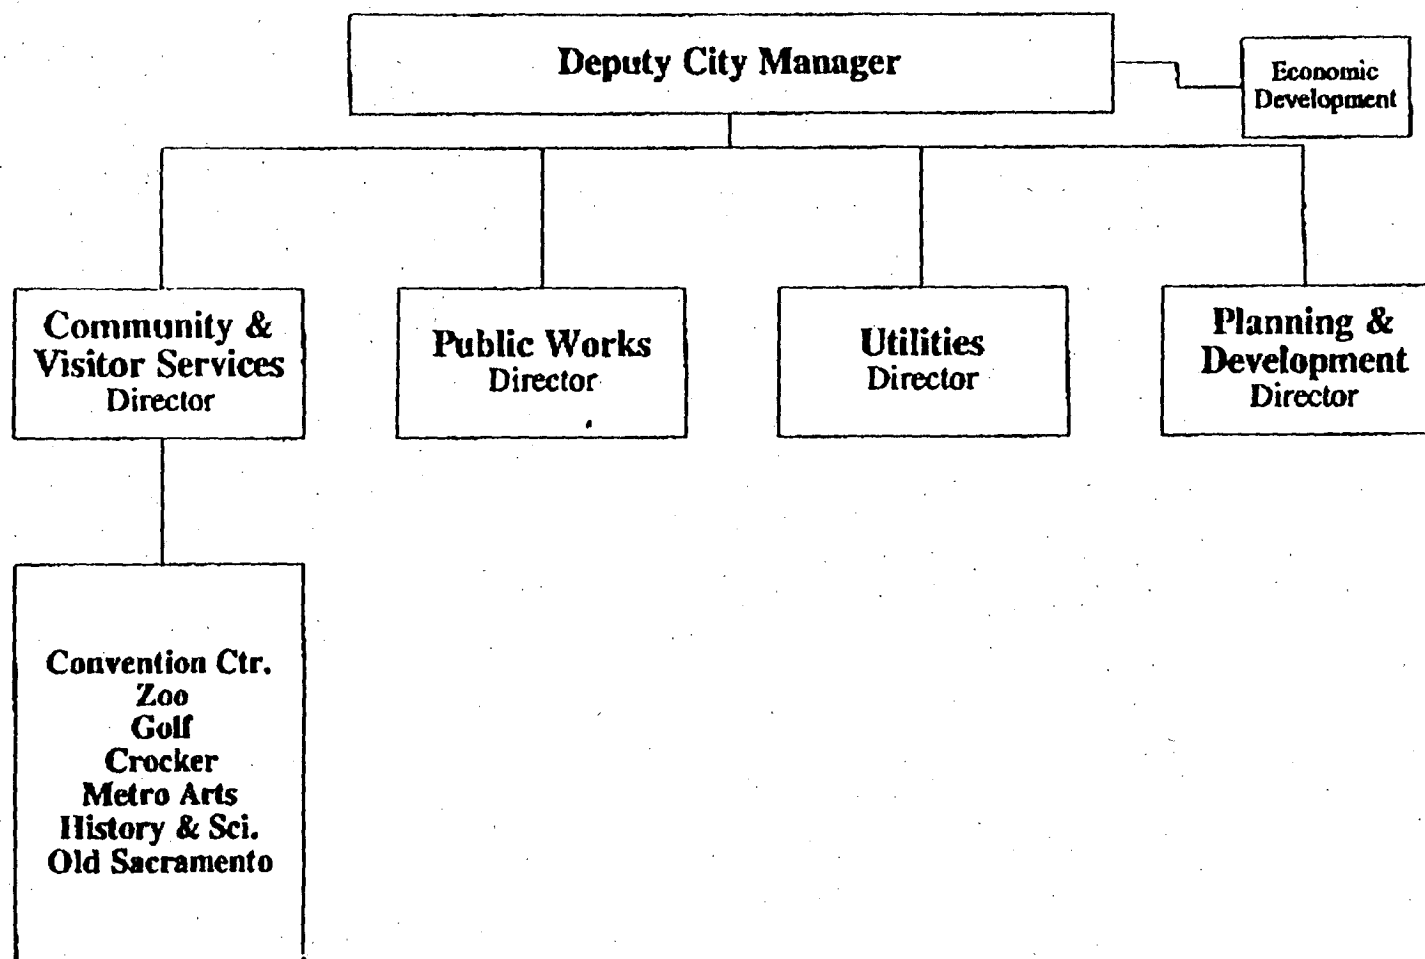 Deputy City Manager
Economic
Development
Community &
Visitor Services
Director
Public Works
Director
Utilities
Director
Planning &
Development
Director
Convention Ctr.
Zoo
Golf
Crocker
Metro Arts
History & Sci.
Old Sacramento